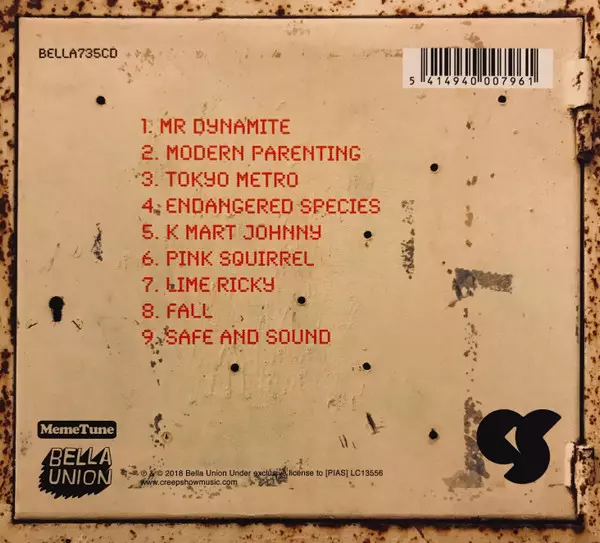 BELLA735CD
5 414940 007961
1. MR DYNAMITE
2. MODERN PARENTING
3. TOKYO METRO
4. ENDANGERED SPECIES
5. K MART JOHNNY
6. PINK SQUIRREL
7. LIME RICKY
8. FALL
9. SAFE AND SOUND
MemeTune
BELLA
UNION
℗ & © 2018 Bella Union Under exclusive license to [PIAS] LC13556
www.creepshowmusic.com
CS